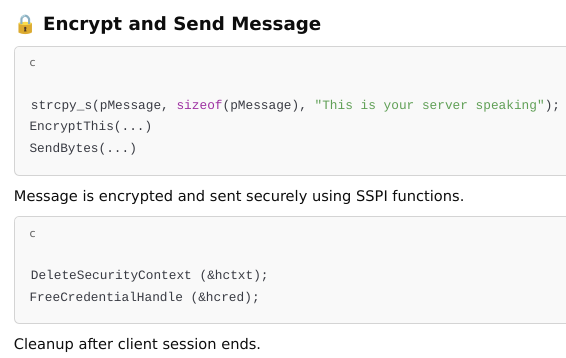 🔒 Encrypt and Send Message
c
strcpy_s(pMessage, sizeof(pMessage), "This is your server speaking");
EncryptThis(...)
SendBytes(...)
Message is encrypted and sent securely using SSPI functions.
c
DeleteSecurityContext (&hctxt);
FreeCredentialHandle (&hcred);
Cleanup after client session ends.